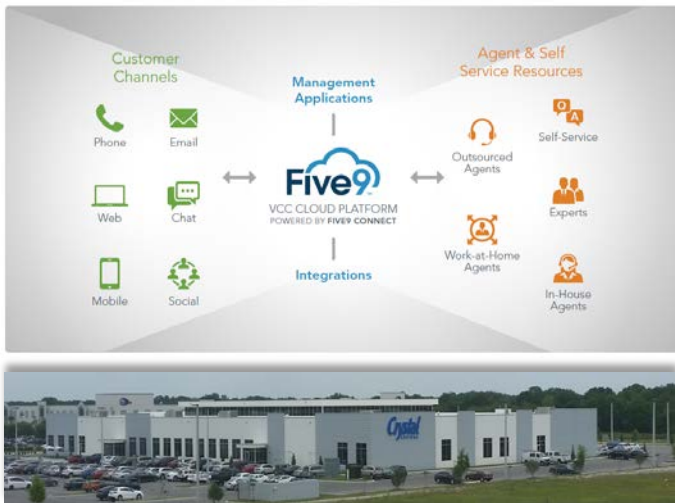 Customer
Channels
Phone
Email
Web
Chat
Mobile
Social
Management
Applications
Five9
VCC CLOUD PLATFORM
POWERED BY FIVE9 CONNECT
Integrations
Agent & Self
Service Resources
Outsourced
Agents
Q
A
Self-Service
Experts
Work-at-Home
Agents
In-House
Agents
Crystal